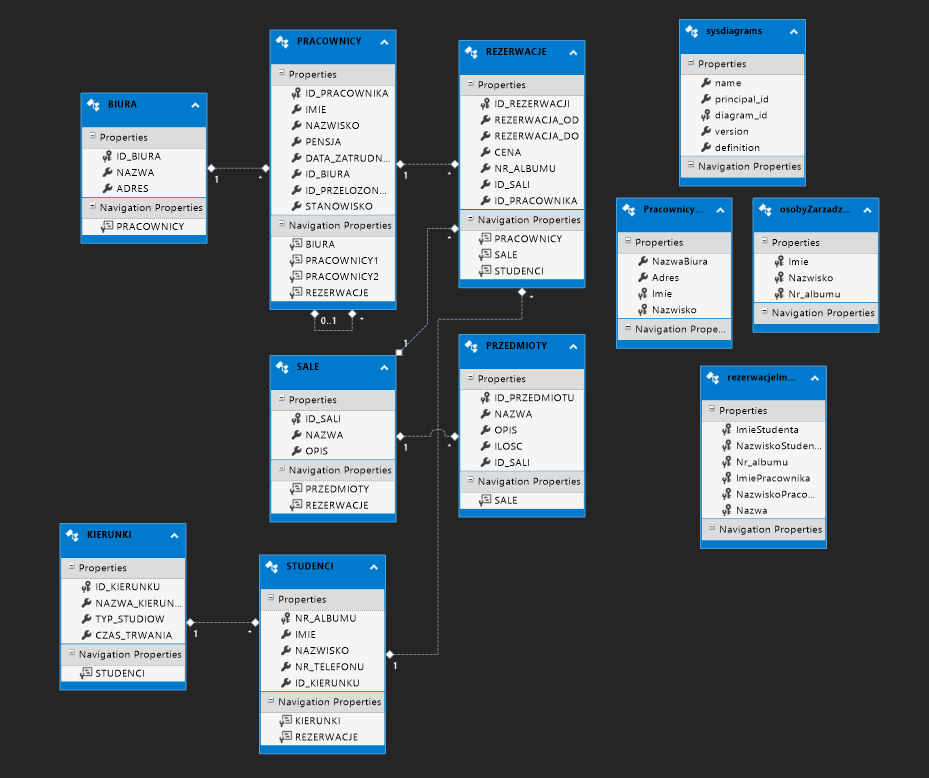 BIURA
Properties
ID_BIURA
NAZWA
ADRES
Navigation Properties
PRACOWNICY
1
*
PRACOWNICY
Properties
ID_PRACOWNIKA
IMIE
NAZWISKO
PENSJA
DATA_ZATRUDN...
ID_BIURA
ID_PRZELOZON...
STANOWISKO
Navigation Properties
BIURA
PRACOWNICY1
PRACOWNICY2
REZERWACJE
0..1
*
1
*
REZERWACJE
Properties
ID_REZERWACJI
REZERWACJA_OD
REZERWACJA_DO
CENA
NR_ALBUMU
ID_SALI
ID_PRACOWNIKA
Navigation Properties
PRACOWNICY
SALE
STUDENCI
*
*
1
SALE
Properties
ID_SALI
NAZWA
OPIS
Navigation Properties
PRZEDMIOTY
REZERWACJE
1
*
PRZEDMIOTY
Properties
ID_PRZEDMIOTU
NAZWA
OPIS
ILOSC
ID_SALI
Navigation Properties
SALE
KIERUNKI
Properties
ID_KIERUNKU
NAZWA_KIERUN...
TYP_STUDIOW
CZAS_TRWANIA
Navigation Properties
STUDENCI
1
*
STUDENCI
Properties
NR_ALBUMU
IMIE
NAZWISKO
NR_TELEFONU
ID_KIERUNKU
Navigation Properties
KIERUNKI
REZERWACJE
1
sysdiagrams
Properties
name
principal_id
diagram_id
version
definition
Navigation Properties
Pracownicy...
Properties
NazwaBiura
Adres
Imie
Nazwisko
Navigation Prope...
osobyZarzadz...
Properties
Imie
Nazwisko
Nr_albumu
Navigation Properties
rezerwacjeIm...
Properties
ImieStudenta
NazwiskoStuden...
Nr_albumu
ImiePracownika
NazwiskoPraco...
Nazwa
Navigation Properties